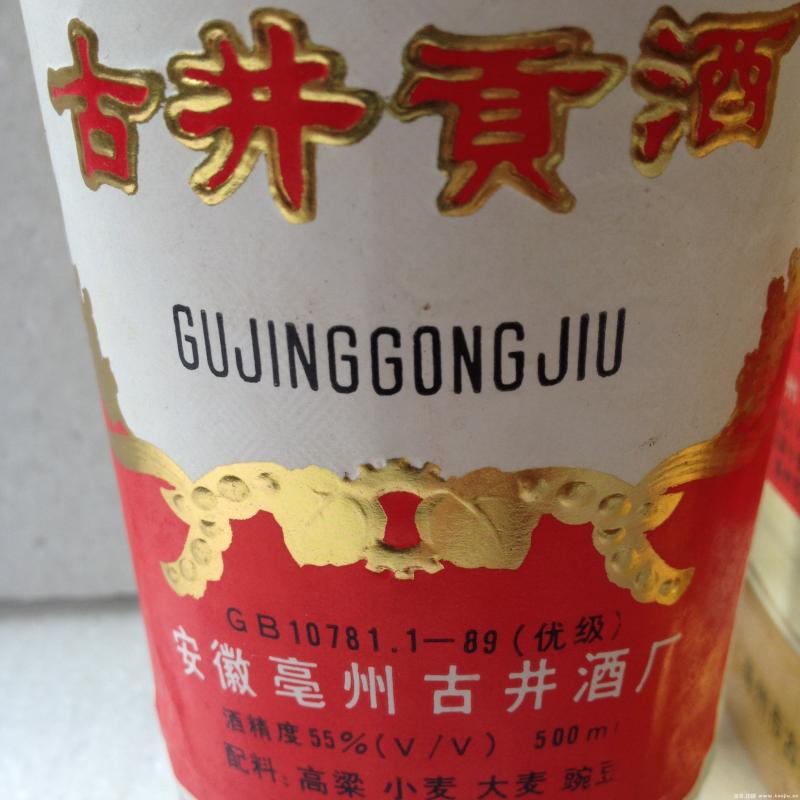 古井贡酒
GUJINGGONGJIU
GB10781.1—89(优级)
安徽亳州古井酒厂
酒精度55%(V/V) 500ml
配料:高粱 小麦 大麦 豌豆